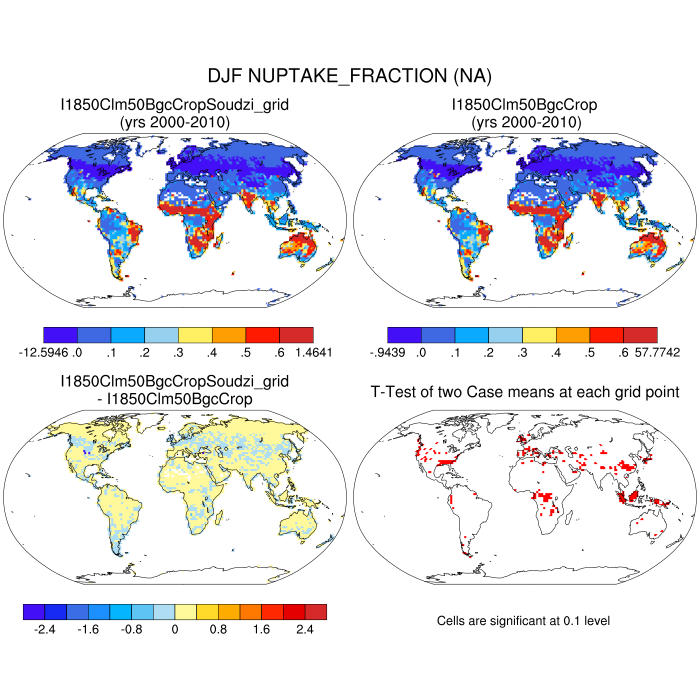 DJF NUPTAKE_FRACTION (NA)
I1850Clm50BgcCropSoudzi_grid
(yrs 2000-2010)
I1850Clm50BgcCrop
(yrs 2000-2010)
-12.5946 .0 .1 .2 .3 .4 .5 .6 1.4641
-.9439 .0 .1 .2 .3 .4 .5 .6 57.7742
I1850Clm50BgcCropSoudzi_grid
- I1850Clm50BgcCrop
T-Test of two Case means at each grid point
-2.4 -1.6 -0.8 0 0.8 1.6 2.4
Cells are significant at 0.1 level